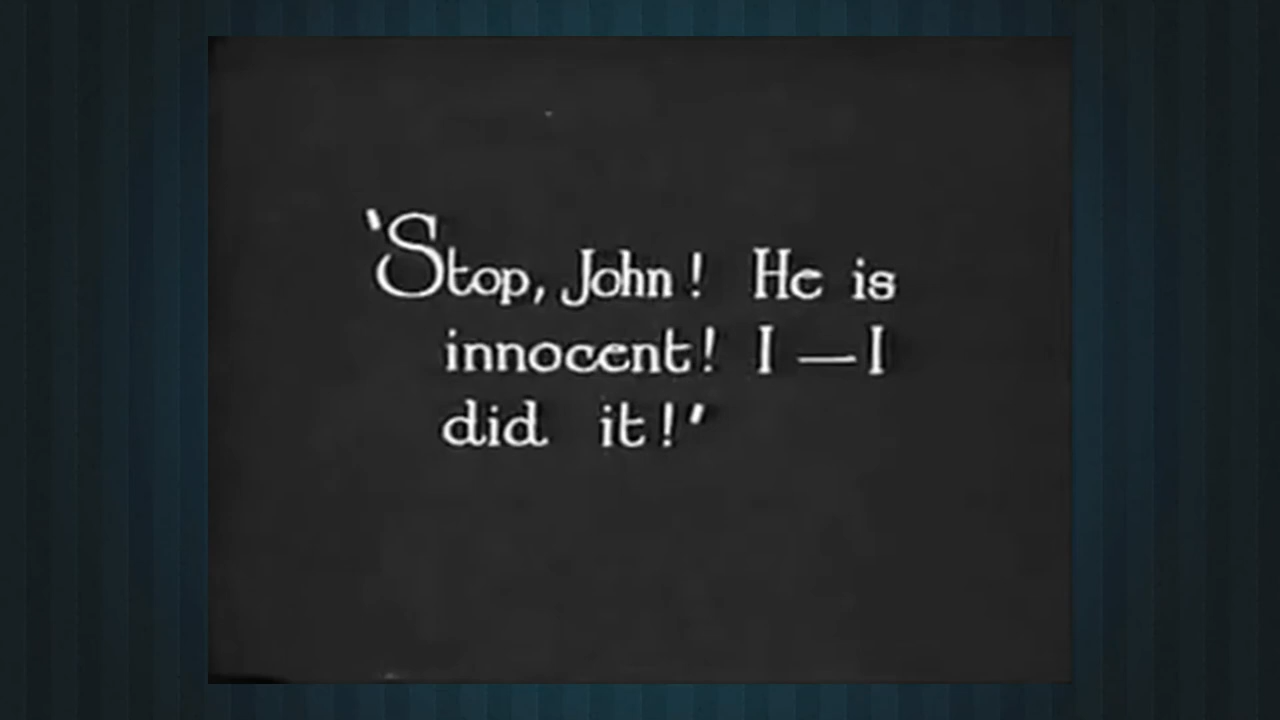 'Stop, John! He is
innocent! I — I
did it!'